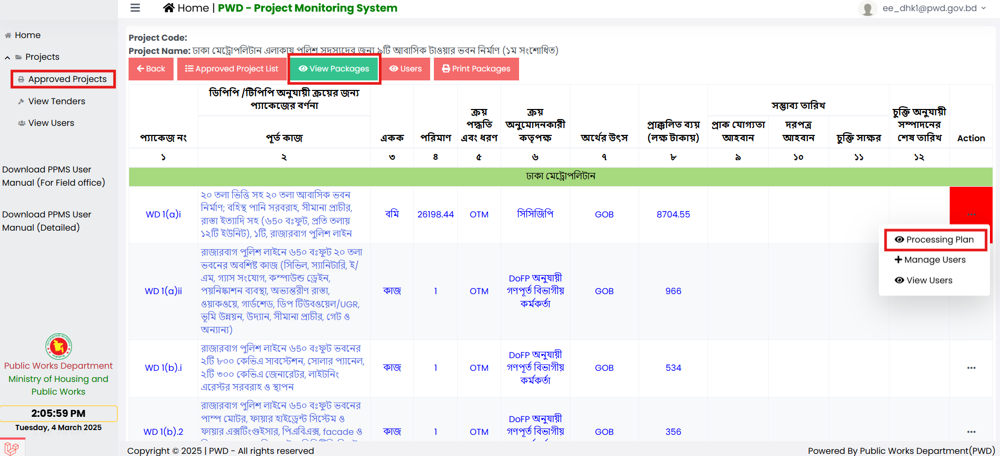 Home | PWD - Project Monitoring System
ee_dhk1@pwd.gov.bd
Home
Projects
Approved Projects
View Tenders
View Users
Download PPMS User
Manual (For Field office)
Download PPMS User
Manual (Detailed)
Public Works Department
Ministry of Housing and
Public Works
2:05:59 PM
Tuesday, 4 March 2025
Project Code:
Project Name: ঢাকা মেট্রোপলিটান এলাকায় পুলিশ সদস্যদের জন্য ৯টি আবাসিক টাওয়ার ভবন নির্মাণ (১ম সংশোধিত)
Back
Approved Project List
View Packages
Users
Print Packages
প্যাকেজ নং
ডিপিপি /টিপিপি অনুযায়ী ক্রয়ের জন্য
প্যাকেজের বর্ণনা
পূর্ত কাজ
একক
পরিমাণ
ক্রয়
পদ্ধতি
এবং ধরণ
ক্রয়
অনুমোদনকারী
কতৃপক্ষ
অর্থের উৎস
প্রাক্কলিত ব্যয়
(লক্ষ টাকায়)
সম্ভাব্য তারিখ
প্রাক যোগ্যতা
আহবান
দরপত্র
আহবান
চুক্তি সাক্ষর
চুক্তি অনুযায়ী
সম্পাদনের
শেষ তারিখ
Action
১ ২ ৩ ৪ ৫ ৬ ৭ ৮ ৯ ১০ ১১ ১২
ঢাকা মেট্রোপলিটান
WD 1(a)i
২০ তলা ভিত্তি সহ ২০ তলা আবাসিক ভবন
নির্মাণ; বহিস্থ পানি সরবরাহ, সীমানা প্রাচীর,
রাস্তা ইত্যাদি সহ (৬৫০ বঃফুট, প্রতি তলায়
১২টি ইউনিট), ১টি, রাজারবাগ পুলিশ লাইন
বমি
26198.44
OTM
সিসিজিপি
GOB
8704.55
Processing Plan
Manage Users
View Users
WD 1(a)ii
রাজারবাগ পুলিশ লাইনে ৬৫০ বঃফুট ২০ তলা
ভবনের অবশিষ্ট কাজ (সিভিল, স্যানিটারি, ই/
এম, গ্যাস সংযোগ, কম্পাউন্ড ড্রেইন,
পয়নিষ্কাশন ব্যবস্থা, অভ্যন্তরীণ রাস্তা,
ওয়াকওয়ে, গার্ডশেড, ডিপ টিউবওয়েল/UGR,
ভূমি উন্নয়ন, উদ্যান, সীমানা প্রাচীর, গেট ও
অন্যান্য)
কাজ
1
OTM
DoFP অনুযায়ী
গণপূর্ত বিভাগীয়
কর্মকর্তা
GOB
966
WD 1(b).i
রাজারবাগ পুলিশ লাইনে ৬৫০ বঃফুট ভবনের
২টি ৮০০ কেভিএ সাবস্টেশন, সোলার প্যানেল,
২টি ৩০০ কেভিএ জেনারেটর, লাইটনিং
এরেস্টর সরবরাহ ও স্থাপন
কাজ
1
OTM
DoFP অনুযায়ী
গণপূর্ত বিভাগীয়
কর্মকর্তা
GOB
534
WD 1(b).2
রাজারবাগ পুলিশ লাইনে ৬৫০ বঃফুট ভবনের
পাম্প মোটর, ফায়ার হাইড্রেন্ট সিস্টেম ও
ফায়ার এক্সটিংগুইসার, পিএবিএক্স, facade ও
কাজ
1
OTM
DoFP অনুযায়ী
গণপূর্ত বিভাগীয়
GOB
356
Copyright © 2025 | PWD - All rights reserved
Powered By Public Works Department(PWD)